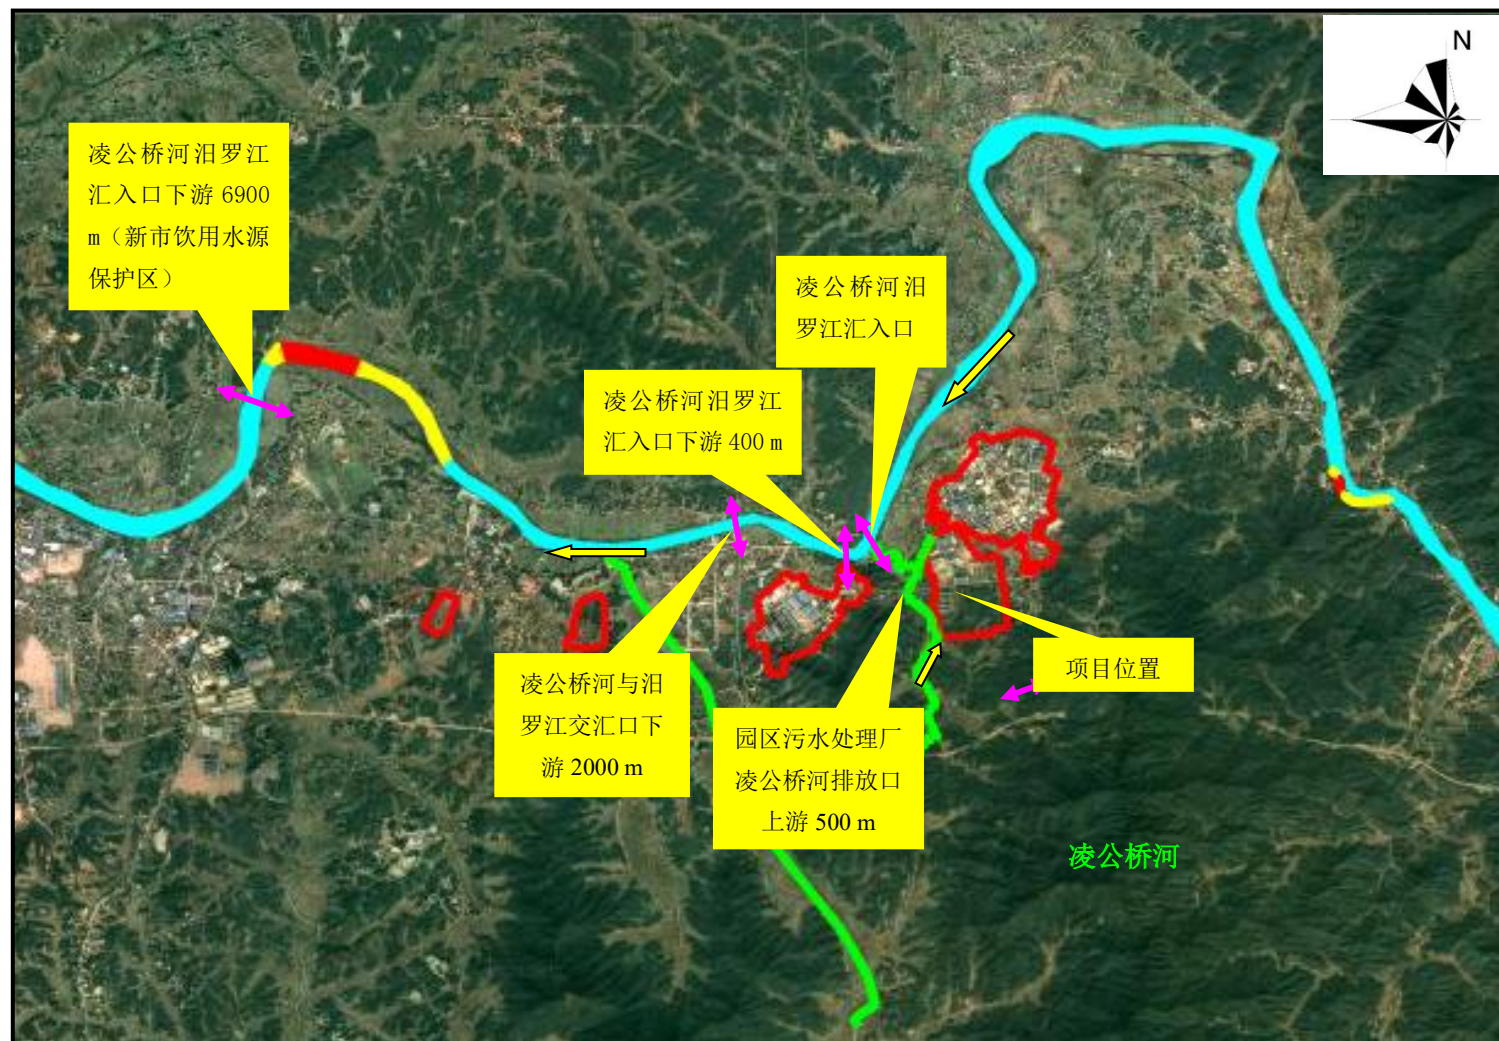 N
凌公桥河汨罗江
汇入口下游 6900
m（新市饮用水源
保护区）
凌公桥河汨
罗江汇入口
凌公桥河汨罗江
汇入口下游 400 m
凌公桥河与汨
罗江交汇口下
游 2000 m
项目位置
园区污水处理厂
凌公桥河排放口
上游 500 m
凌公桥河